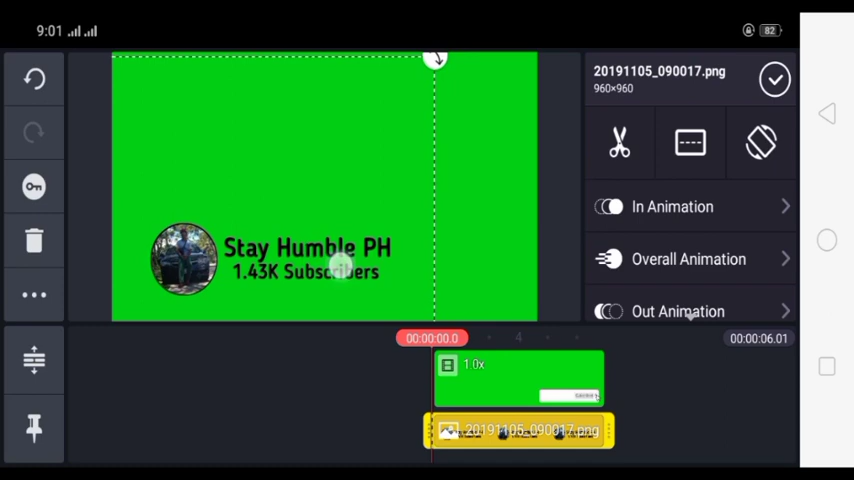 9:01
82
20191105_090017.png
960×960
In Animation
Overall Animation
Out Animation
Stay Humble PH
1.43K Subscribers
00:00:00.0
4
00:00:06.01
1.0x
20191105_090017.png